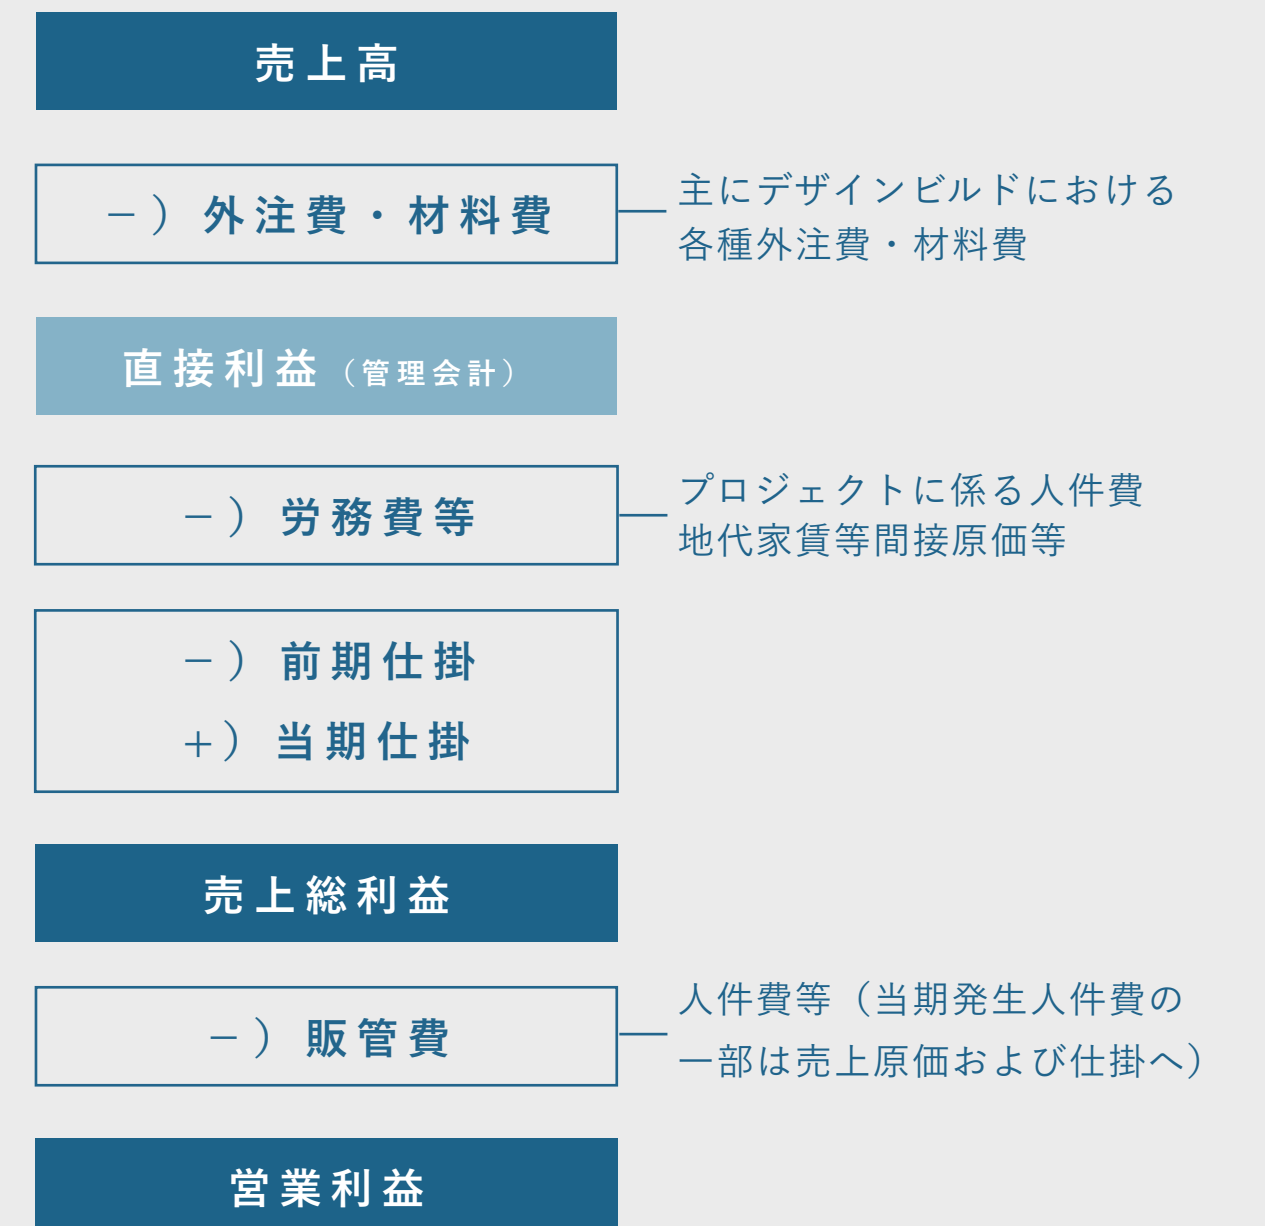 売上高
－）外注費・材料費
主にデザインビルドにおける
各種外注費・材料費
直接利益（管理会計）
－）労務費等
プロジェクトに係る人件費
地代家賃等間接原価等
－）前期仕掛
＋）当期仕掛
売上総利益
－）販管費
人件費等（当期発生人件費の
一部は売上原価および仕掛へ）
営業利益